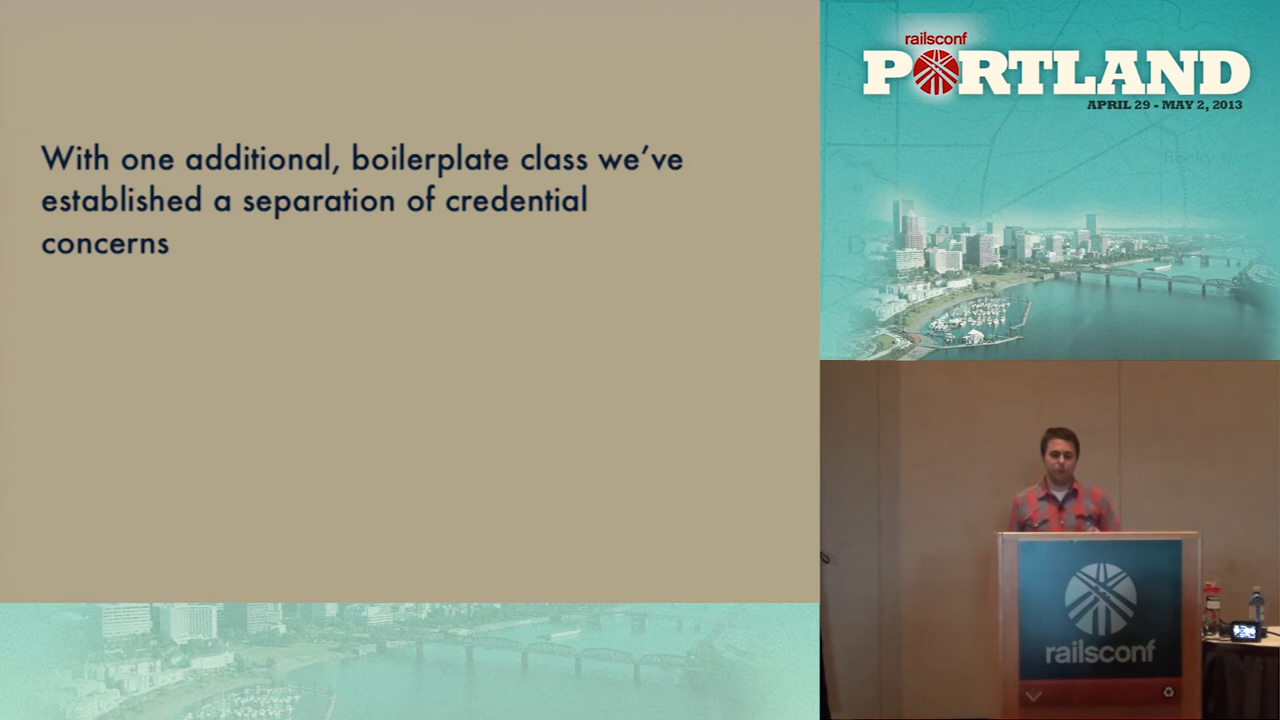 With one additional, boilerplate class we've
established a separation of credential
concerns
railsconf
PORTLAND
APRIL 29 - MAY 2, 2013
railsconf